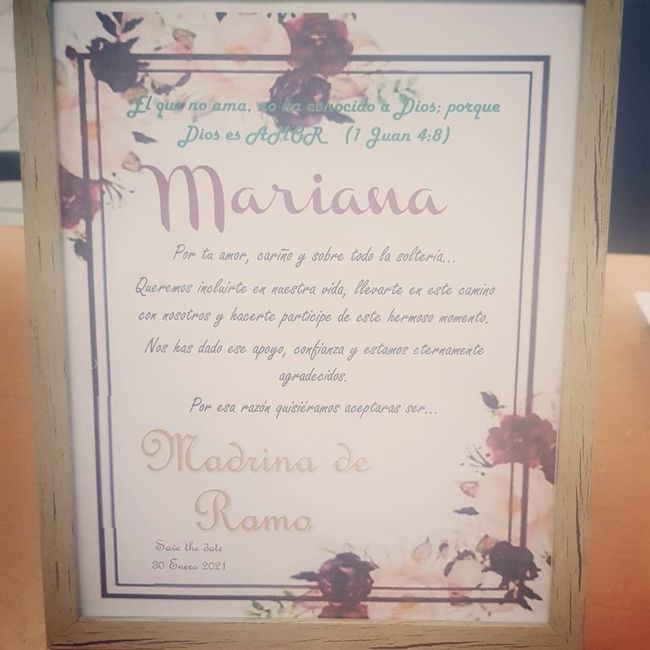 El que no ama, no ha conocido a Dios; porque
Dios es AMOR (1 Juan 4:8)
Mariana
Por tu amor, cariño y sobre todo la soltería...
Queremos incluirte en nuestra vida, llevarte en este camino
con nosotros y hacerte participe de este hermoso momento.
Nos has dado ese apoyo, confianza y estamos eternamente
agradecidos.
Por esa razón quisiéramos aceptaras ser...
Madrina de
Ramo
Save the date
30 Enero 2021